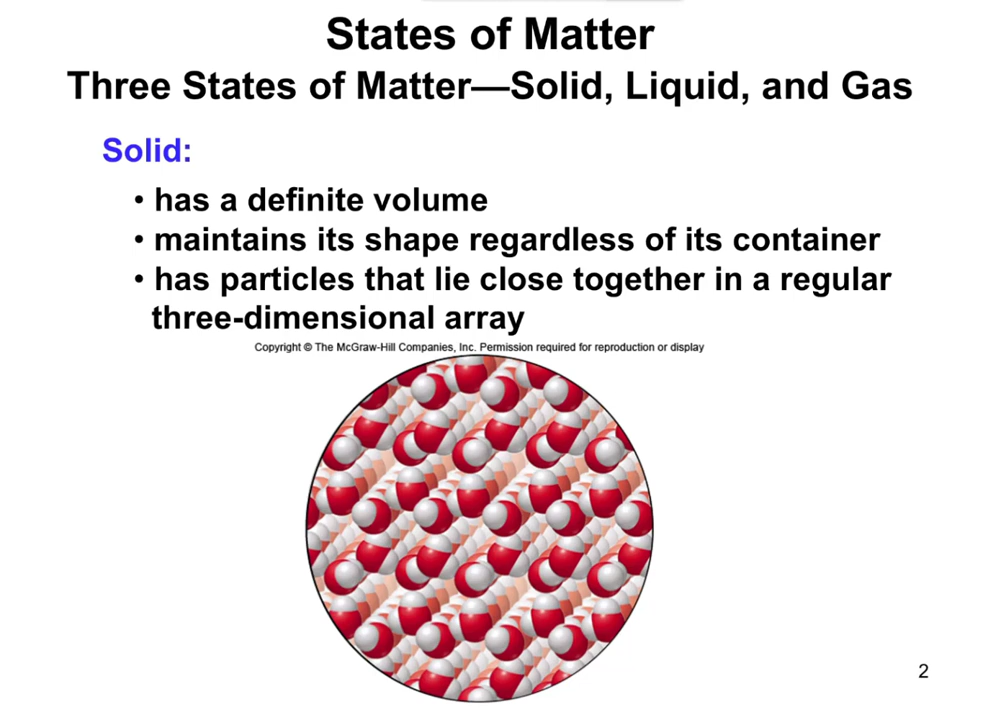 States of Matter
Three States of Matter—Solid, Liquid, and Gas
Solid:
• has a definite volume
• maintains its shape regardless of its container
• has particles that lie close together in a regular
three-dimensional array
Copyright © The McGraw-Hill Companies, Inc. Permission required for reproduction or display
2